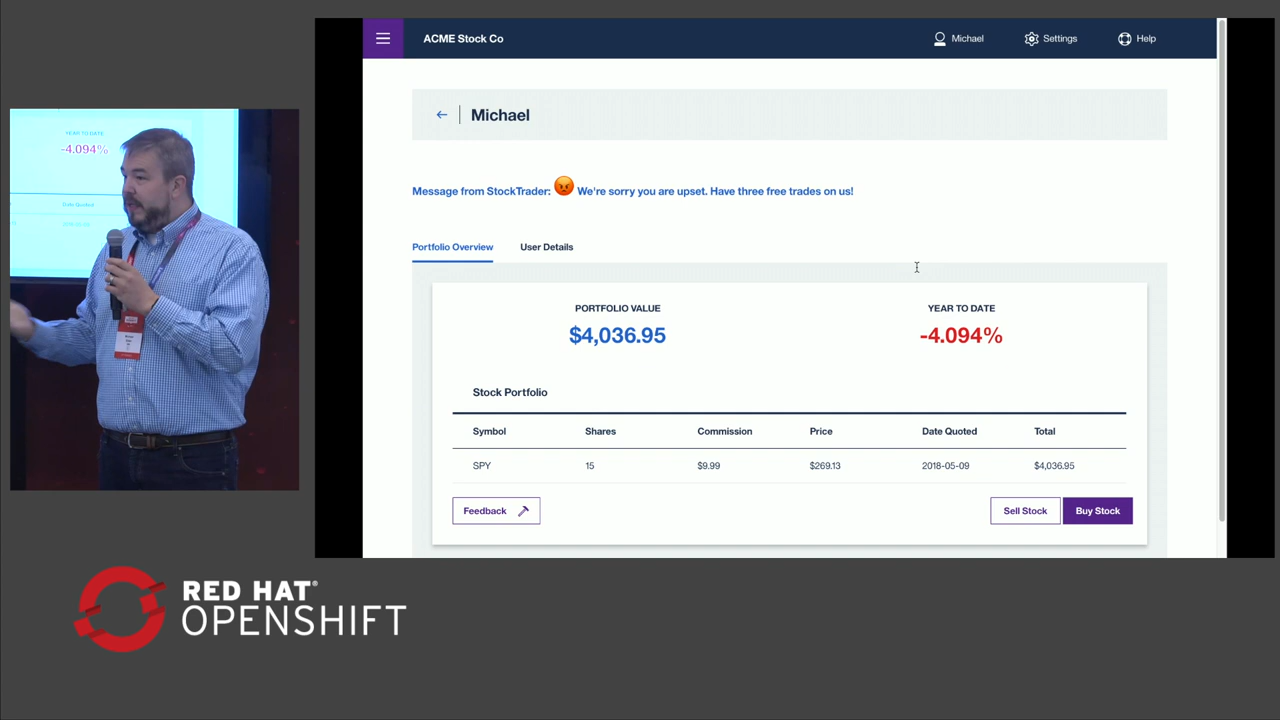 ACME Stock Co
Michael
Settings
Help
Michael
Message from StockTrader: 😡 We're sorry you are upset. Have three free trades on us!
Portfolio Overview
User Details
PORTFOLIO VALUE
YEAR TO DATE
$4,036.95
-4.094%
Stock Portfolio
Symbol Shares Commission Price Date Quoted Total
SPY 15 $9.99 $269.13 2018-05-09 $4,036.95
Feedback
Sell Stock
Buy Stock
YEAR TO DATE
-4.094%
Date Quoted
RED HAT®
OPENSHIFT